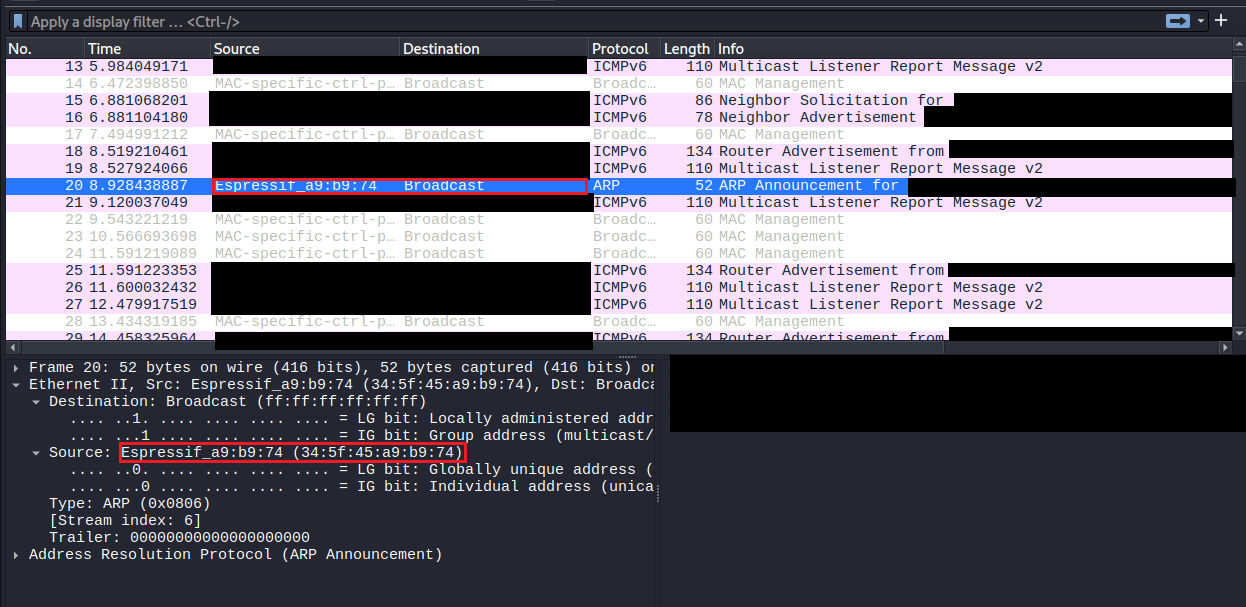 Apply a display filter … <Ctrl-/>
No. Time Source Destination Protocol Length Info
13 5.984049171 ICMPv6 110 Multicast Listener Report Message v2
14 6.472398850 MAC-specific-ctrl-p… Broadcast Broadc… 60 MAC Management
15 6.881068201 ICMPv6 86 Neighbor Solicitation for
16 6.881104180 ICMPv6 78 Neighbor Advertisement
17 7.494991212 MAC-specific-ctrl-p… Broadcast Broadc… 60 MAC Management
18 8.519210461 ICMPv6 134 Router Advertisement from
19 8.527924066 ICMPv6 110 Multicast Listener Report Message v2
20 8.928438887 Espressif_a9:b9:74 Broadcast ARP 52 ARP Announcement for
21 9.120037049 ICMPv6 110 Multicast Listener Report Message v2
22 9.543221219 MAC-specific-ctrl-p… Broadcast Broadc… 60 MAC Management
23 10.566693698 MAC-specific-ctrl-p… Broadcast Broadc… 60 MAC Management
24 11.591219089 MAC-specific-ctrl-p… Broadcast Broadc… 60 MAC Management
25 11.591223353 ICMPv6 134 Router Advertisement from
26 11.600032432 ICMPv6 110 Multicast Listener Report Message v2
27 12.479917519 ICMPv6 110 Multicast Listener Report Message v2
28 13.434319185 MAC-specific-ctrl-p… Broadcast Broadc… 60 MAC Management
29 14.458325964 ICMPv6 134 Router Advertisement from
Frame 20: 52 bytes on wire (416 bits), 52 bytes captured (416 bits) or
Ethernet II, Src: Espressif_a9:b9:74 (34:5f:45:a9:b9:74), Dst: Broadca
Destination: Broadcast (ff:ff:ff:ff:ff:ff)
.... ..1. .... .... .... .... = LG bit: Locally administered addr
.... ...1 .... .... .... .... = IG bit: Group address (multicast/
Source: Espressif_a9:b9:74 (34:5f:45:a9:b9:74)
.... ..0. .... .... .... .... = LG bit: Globally unique address (
.... ...0 .... .... .... .... = IG bit: Individual address (unica
Type: ARP (0x0806)
[Stream index: 6]
Trailer: 00000000000000000000
Address Resolution Protocol (ARP Announcement)